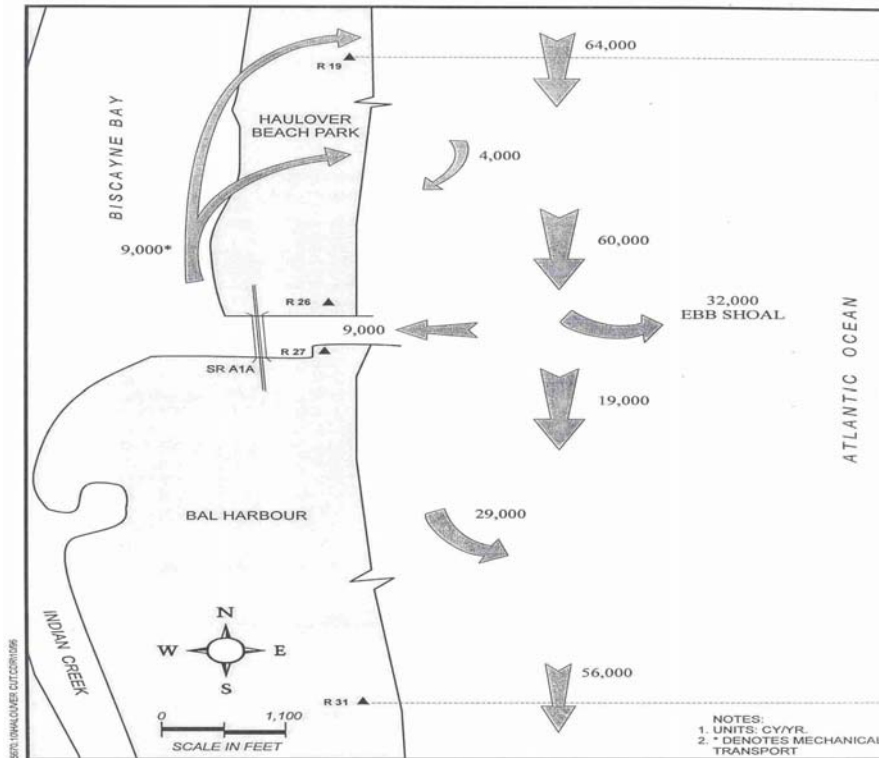 64,000
R 19
HAULOVER
BEACH PARK
BISCAYNE BAY
4,000
9,000*
60,000
R 26
32,000
EBB SHOAL
9,000
R 27
SR A1A
19,000
ATLANTIC OCEAN
BAL HARBOUR
29,000
INDIAN CREEK
N
W E
S
56,000
R 31
0 1,100
SCALE IN FEET
NOTES:
1. UNITS: CY/YR.
2. * DENOTES MECHANICAL
TRANSPORT